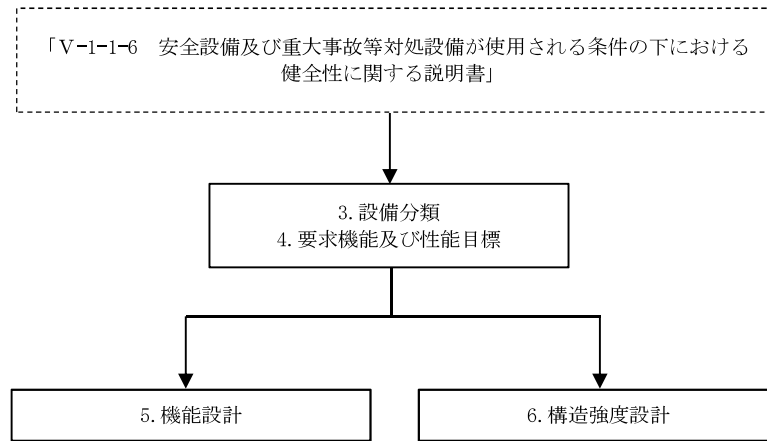 「Ⅴ-1-1-6 安全設備及び重大事故等対処設備が使用される条件の下における
健全性に関する説明書」
3. 設備分類
4. 要求機能及び性能目標
5. 機能設計
6. 構造強度設計